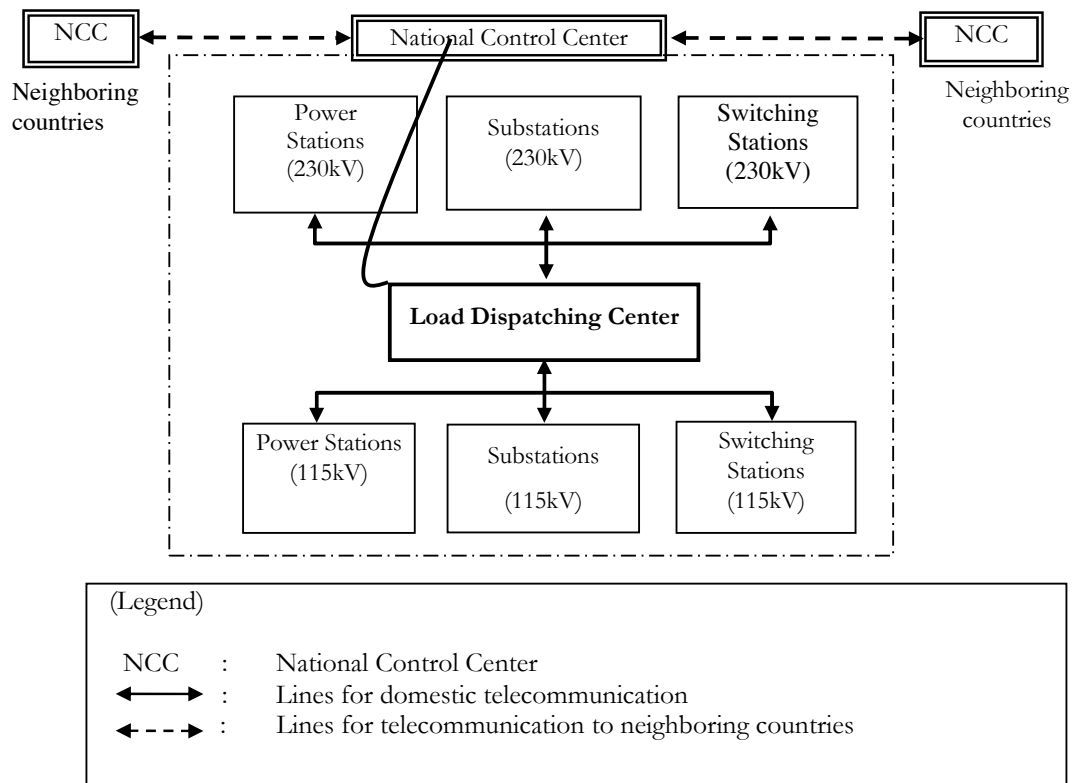 NCC
National Control Center
NCC
Neighboring
countries
Neighboring
countries
Power
Stations
(230kV)
Substations
(230kV)
Switching
Stations
(230kV)
Load Dispatching Center
Power Stations
(115kV)
Substations
(115kV)
Switching
Stations
(115kV)
(Legend)
NCC : National Control Center
: Lines for domestic telecommunication
: Lines for telecommunication to neighboring countries